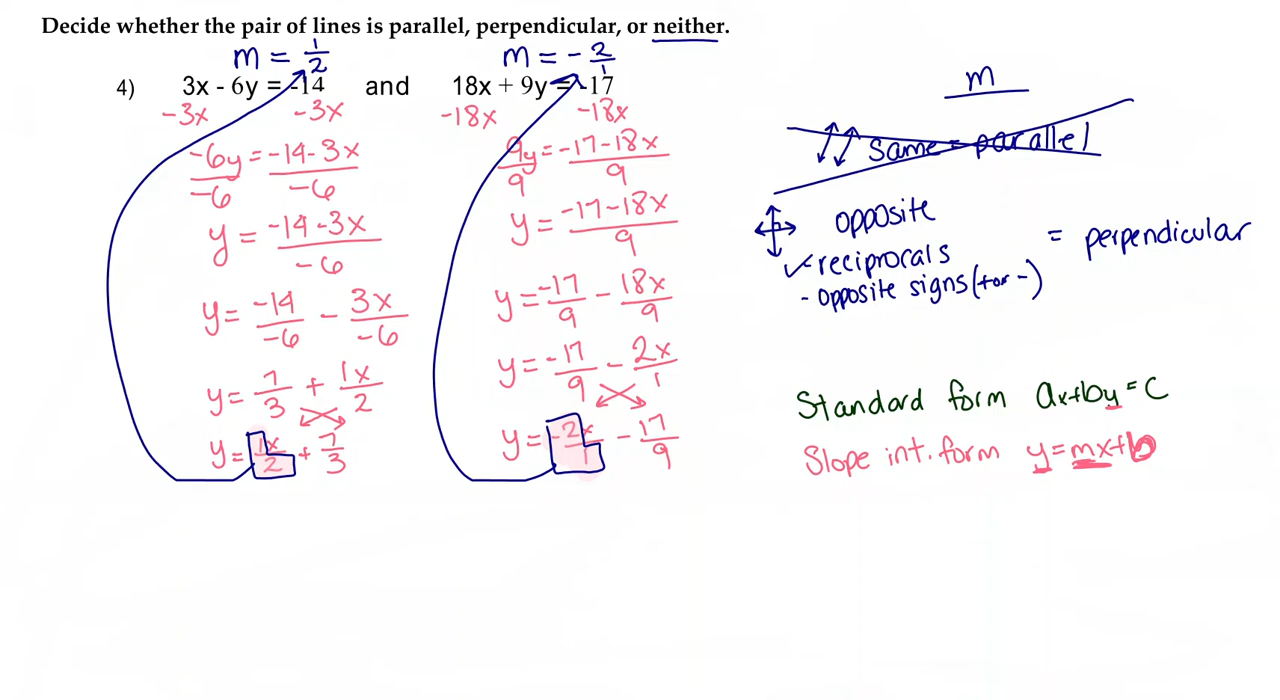 Decide whether the pair of lines is parallel, perpendicular, or neither.
m = 1/2
m = - 2/1
4) 3x - 6y = -14 and 18x + 9y = -17
-3x -3x
-18x -18x
-6y/-6 = -14-3x/-6
9y/9 = -17-18x/9
y = -14-3x/-6
y = -17-18x/9
y = -14/-6 - 3x/-6
y = -17/9 - 18x/9
y = 7/3 + 1x/2
y = -17/9 - 2x/1
y = 1x/2 + 7/3
y = -2x/1 - 17/9
m
Same = parallel
opposite
✓reciprocals
- opposite signs (+or-)
= perpendicular
Standard form ax+by=c
Slope int. form y=mx+b